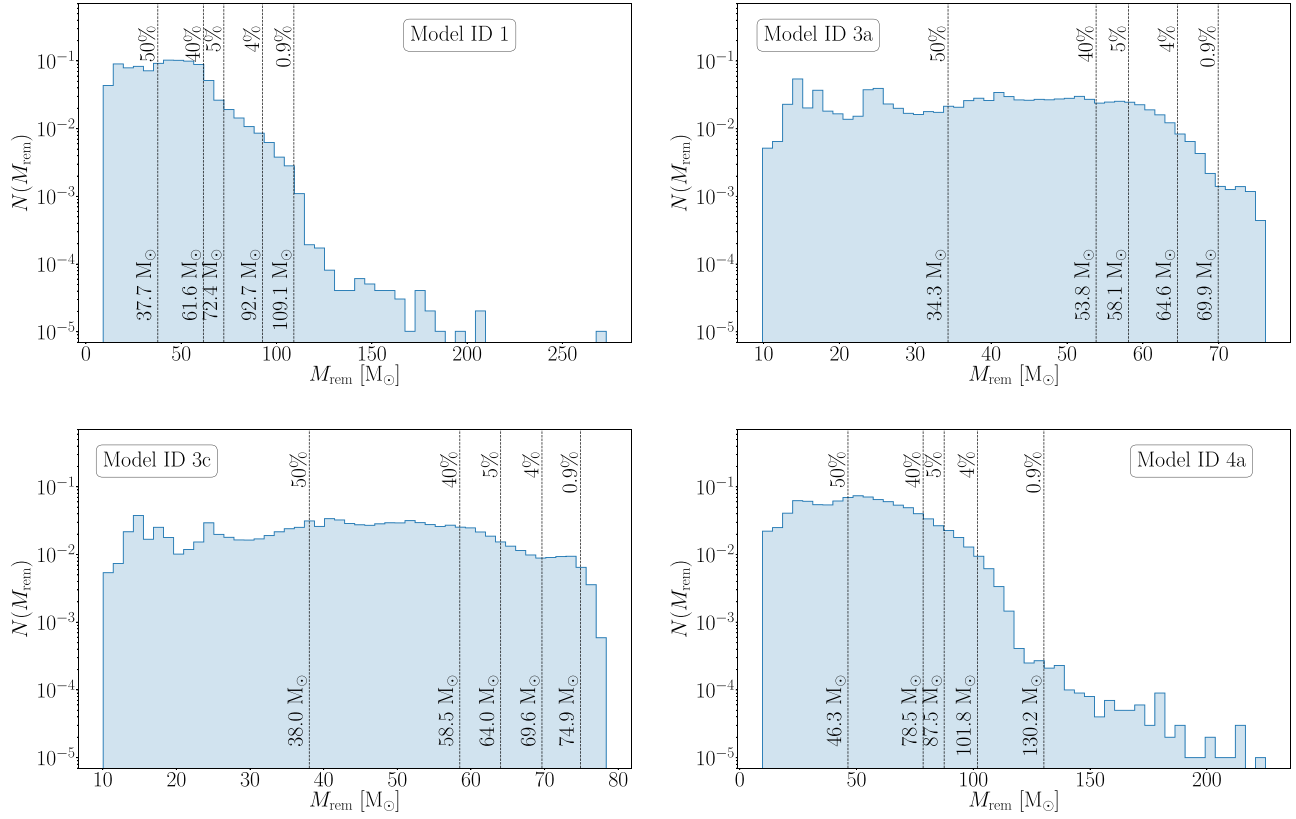 Model ID 1
50%
40%
5%
4%
0.9%
37.7 M⊙
61.6 M⊙
72.4 M⊙
92.7 M⊙
109.1 M⊙
N(M_rem)
10⁻¹
10⁻²
10⁻³
10⁻⁴
10⁻⁵
0 50 100 150 200 250
M_rem [M⊙]
Model ID 3a
50%
40%
5%
4%
0.9%
34.3 M⊙
53.8 M⊙
58.1 M⊙
64.6 M⊙
69.9 M⊙
N(M_rem)
10⁻¹
10⁻²
10⁻³
10⁻⁴
10⁻⁵
10 20 30 40 50 60 70
M_rem [M⊙]
Model ID 3c
50%
40%
5%
4%
0.9%
38.0 M⊙
58.5 M⊙
64.0 M⊙
69.6 M⊙
74.9 M⊙
N(M_rem)
10⁻¹
10⁻²
10⁻³
10⁻⁴
10⁻⁵
10 20 30 40 50 60 70 80
M_rem [M⊙]
Model ID 4a
50%
40%
5%
4%
0.9%
46.3 M⊙
78.5 M⊙
87.5 M⊙
101.8 M⊙
130.2 M⊙
N(M_rem)
10⁻¹
10⁻²
10⁻³
10⁻⁴
10⁻⁵
0 50 100 150 200
M_rem [M⊙]